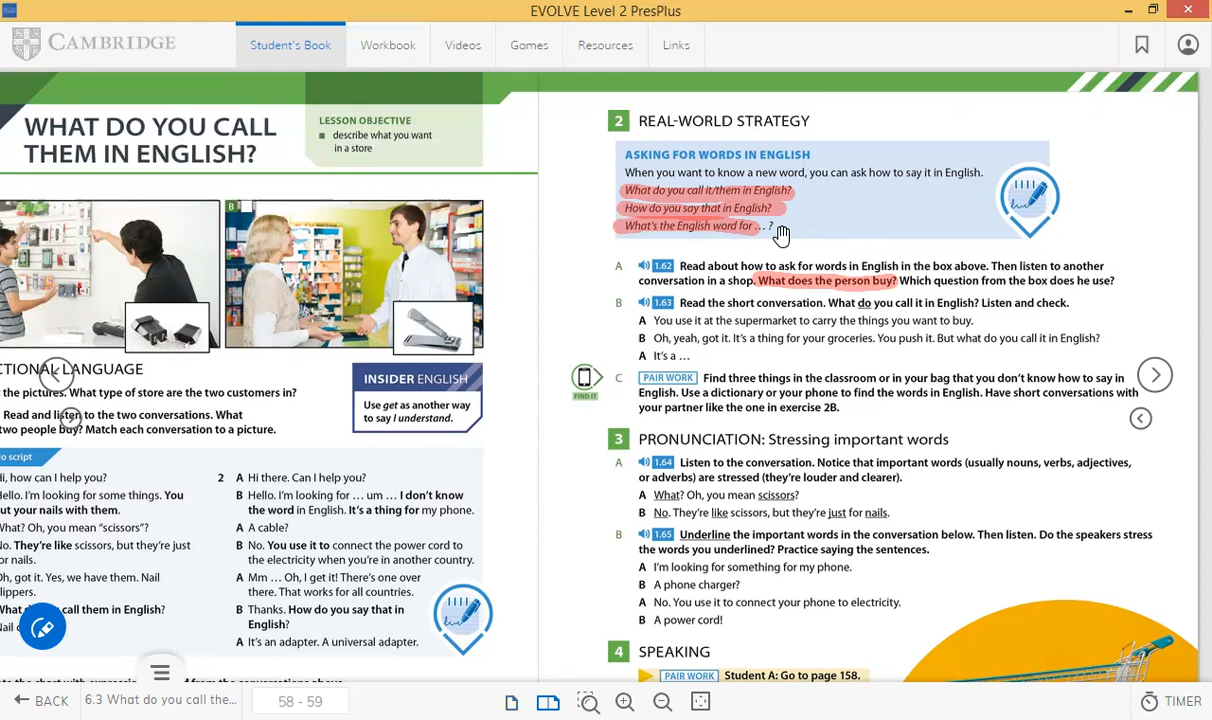 EVOLVE Level 2 PresPlus
CAMBRIDGE
Student's Book
Workbook
Videos
Games
Resources
Links
WHAT DO YOU CALL
THEM IN ENGLISH?
LESSON OBJECTIVE
describe what you want
in a store
B
CTIONAL LANGUAGE
the pictures. What type of store are the two customers in?
Read and listen to the two conversations. What
two people buy? Match each conversation to a picture.
INSIDER ENGLISH
Use get as another way
to say I understand.
o script
Hi, how can I help you?
Hello. I'm looking for some things. You
ut your nails with them.
What? Oh, you mean "scissors"?
No. They're like scissors, but they're just
or nails.
Oh, got it. Yes, we have them. Nail
lippers.
call them in English?
Nail
2 A Hi there. Can I help you?
B Hello. I'm looking for ... um ... I don't know
the word in English. It's a thing for my phone.
A A cable?
B No. You use it to connect the power cord to
the electricity when you're in another country.
A Mm ... Oh, I get it! There's one over
there. That works for all countries.
B Thanks. How do you say that in
English?
A It's an adapter. A universal adapter.
2 REAL-WORLD STRATEGY
ASKING FOR WORDS IN ENGLISH
When you want to know a new word, you can ask how to say it in English.
What do you call it/them in English?
How do you say that in English?
What's the English word for ... ?
A 1.62 Read about how to ask for words in English in the box above. Then listen to another
conversation in a shop. What does the person buy? Which question from the box does he use?
B 1.63 Read the short conversation. What do you call it in English? Listen and check.
A You use it at the supermarket to carry the things you want to buy.
B Oh, yeah, got it. It's a thing for your groceries. You push it. But what do you call it in English?
A It's a ...
FIND IT
C PAIR WORK Find three things in the classroom or in your bag that you don't know how to say in
English. Use a dictionary or your phone to find the words in English. Have short conversations with
your partner like the one in exercise 2B.
3 PRONUNCIATION: Stressing important words
A 1.64 Listen to the conversation. Notice that important words (usually nouns, verbs, adjectives,
or adverbs) are stressed (they're louder and clearer).
A What? Oh, you mean scissors?
B No. They're like scissors, but they're just for nails.
B 1.65 Underline the important words in the conversation below. Then listen. Do the speakers stress
the words you underlined? Practice saying the sentences.
A I'm looking for something for my phone.
B A phone charger?
A No. You use it to connect your phone to electricity.
B A power cord!
4 SPEAKING
PAIR WORK Student A: Go to page 158.
BACK
6.3 What do you call the...
58 - 59
TIMER